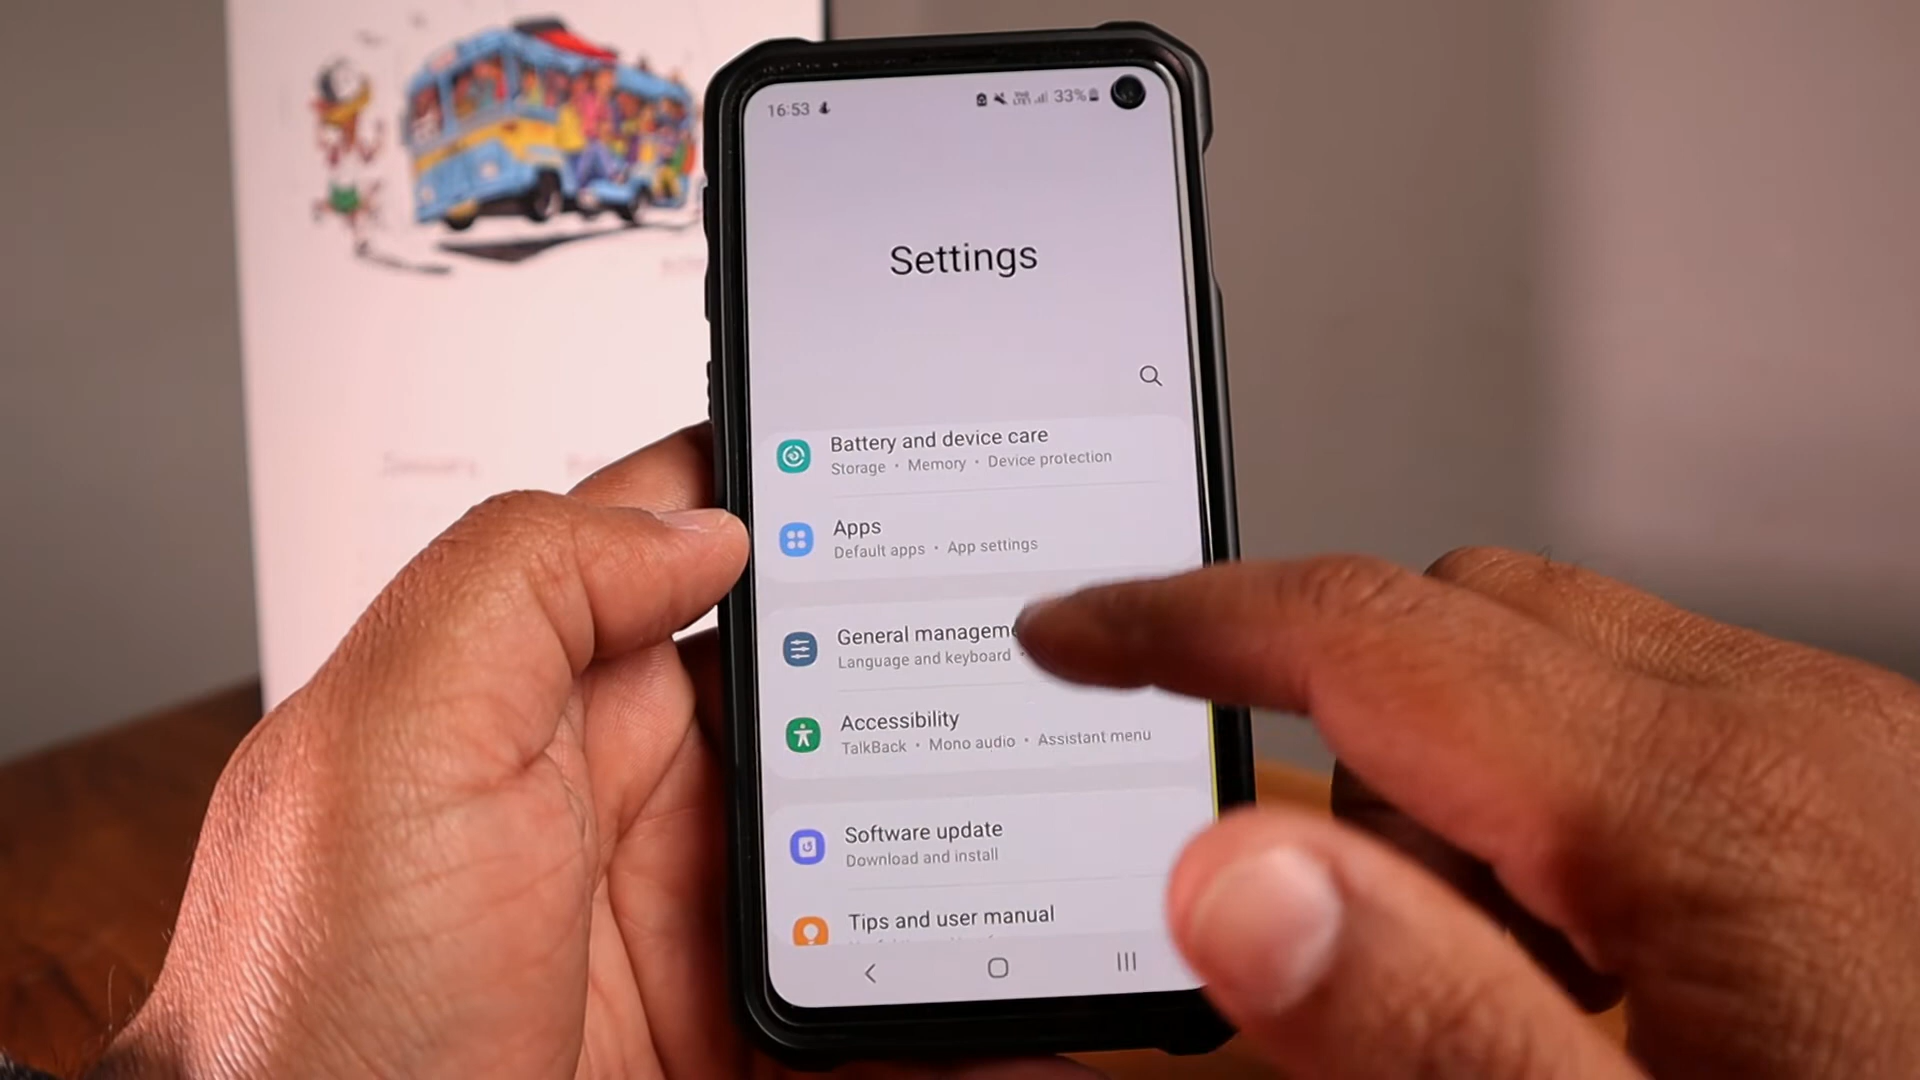 16:53
33%
Settings
Battery and device care
Storage • Memory • Device protection
Apps
Default apps • App settings
General manageme
Language and keyboard •
Accessibility
TalkBack • Mono audio • Assistant menu
Software update
Download and install
Tips and user manual